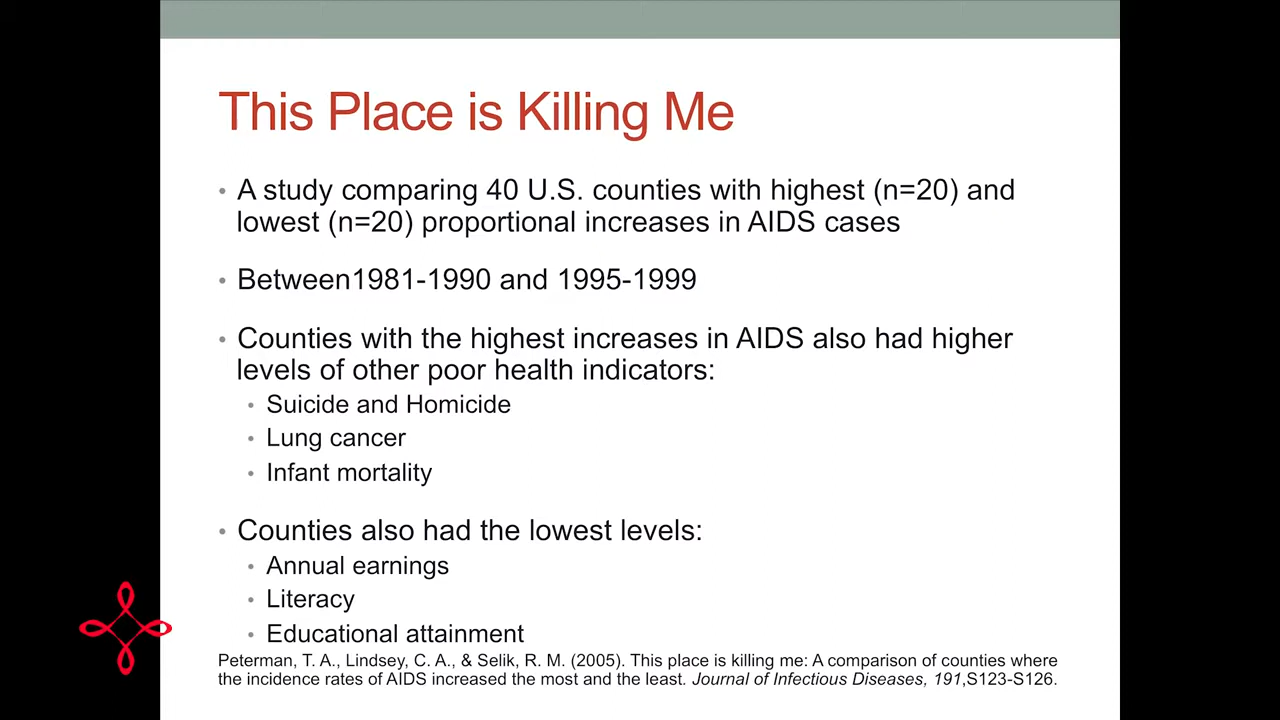 This Place is Killing Me
• A study comparing 40 U.S. counties with highest (n=20) and
lowest (n=20) proportional increases in AIDS cases
• Between1981-1990 and 1995-1999
• Counties with the highest increases in AIDS also had higher
levels of other poor health indicators:
• Suicide and Homicide
• Lung cancer
• Infant mortality
• Counties also had the lowest levels:
• Annual earnings
• Literacy
• Educational attainment
Peterman, T. A., Lindsey, C. A., & Selik, R. M. (2005). This place is killing me: A comparison of counties where
the incidence rates of AIDS increased the most and the least. Journal of Infectious Diseases, 191,S123-S126.